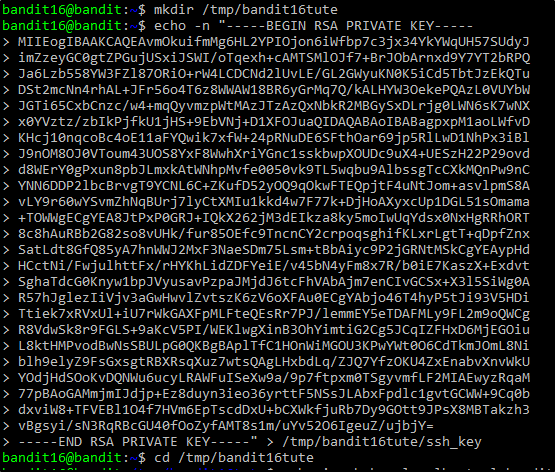 bandit16@bandit:~$ mkdir /tmp/bandit16tute
bandit16@bandit:~$ echo -n "-----BEGIN RSA PRIVATE KEY-----
> MIIEogIBAAKCAQEAvmOkuifmMg6HL2YPIOjon6iWfbp7c3jx34YkYWqUH57SUdyJ
> imZzeyGC0gtZPGujUSxiJSWI/oTqexh+cAMTSMlOJf7+BrJObArnxd9Y7YT2bRPQ
> Ja6Lzb558YW3FZl87ORiO+rW4LCDCNd2lUvLE/GL2GWyuKN0K5iCd5TbtJzEkQTu
> DSt2mcNn4rhAL+JFr56o4T6z8WWAW18BR6yGrMq7Q/kALHYW3OekePQAzL0VUYbW
> JGTi65CxbCnzc/w4+mqQyvmzpWtMAzJTzAzQxNbkR2MBGySxDLrjg0LWN6sK7wNX
> x0YVztz/zbIkPjfkU1jHS+9EbVNj+D1XFOJuaQIDAQABAoIBABagpxpM1aoLWfvD
> KHcj10nqcoBc4oE11aFYQwik7xfW+24pRNuDE6SFthOar69jp5RlLwD1NhPx3iBl
> J9nOM8OJ0VToum43UOS8YxF8WwhXriYGnc1sskbwpXOUDc9uX4+UESzH22P29ovd
> d8WErY0gPxun8pbJLmxkAtWNhpMvfe0050vk9TL5wqbu9AlbssgTcCXkMQnPw9nC
> YNN6DDP2lbcBrvgT9YCNL6C+ZKufD52yOQ9qOkwFTEQpjtF4uNtJom+asvlpmS8A
> vLY9r60wYSvmZhNqBUrj7lyCtXMIu1kkd4w7F77k+DjHoAXyxcUp1DGL51sOmama
> +TOWWgECgYEA8JtPxP0GRJ+IQkX262jM3dEIkza8ky5moIwUqYdsx0NxHgRRhORT
> 8c8hAuRBb2G82so8vUHk/fur85OEfc9TncnCY2crpoqsghifKLxrLgtT+qDpfZnx
> SatLdt8GfQ85yA7hnWWJ2MxF3NaeSDm75Lsm+tBbAiyc9P2jGRNtMSkCgYEAypHd
> HCctNi/FwjulhttFx/rHYKhLidZDFYeiE/v45bN4yFm8x7R/b0iE7KaszX+Exdvt
> SghaTdcG0Knyw1bpJVyusavPzpaJMjdJ6tcFhVAbAjm7enCIvGCSx+X3l5SiWg0A
> R57hJglezIiVjv3aGwHwvlZvtszK6zV6oXFAu0ECgYAbjo46T4hyP5tJi93V5HDi
> Ttiek7xRVxUl+iU7rWkGAXFpMLFteQEsRr7PJ/lemmEY5eTDAFMLy9FL2m9oQWCg
> R8VdwSk8r9FGLS+9aKcV5PI/WEKlwgXinB3OhYimtiG2Cg5JCqIZFHxD6MjEGOiu
> L8ktHMPvodBwNsSBULpG0QKBgBAplTfC1HOnWiMGOU3KPwYWt0O6CdTkmJOmL8Ni
> blh9elyZ9FsGxsgtRBXRsqXuz7wtsQAgLHxbdLq/ZJQ7YfzOKU4ZxEnabvXnvWkU
> YOdjHdSOoKvDQNWu6ucyLRAWFuISeXw9a/9p7ftpxm0TSgyvmfLF2MIAEwyzRqaM
> 77pBAoGAMmjmIJdjp+Ez8duyn3ieo36yrttF5NSsJLAbxFpdlc1gvtGCWW+9Cq0b
> dxviW8+TFVEBl1O4f7HVm6EpTscdDxU+bCXWkfjuRb7Dy9GOtt9JPsX8MBTakzh3
> vBgsyi/sN3RqRBcGU40fOoZyfAMT8s1m/uYv52O6IgeuZ/ujbjY=
> -----END RSA PRIVATE KEY-----" > /tmp/bandit16tute/ssh_key
bandit16@bandit:~$ cd /tmp/bandit16tute